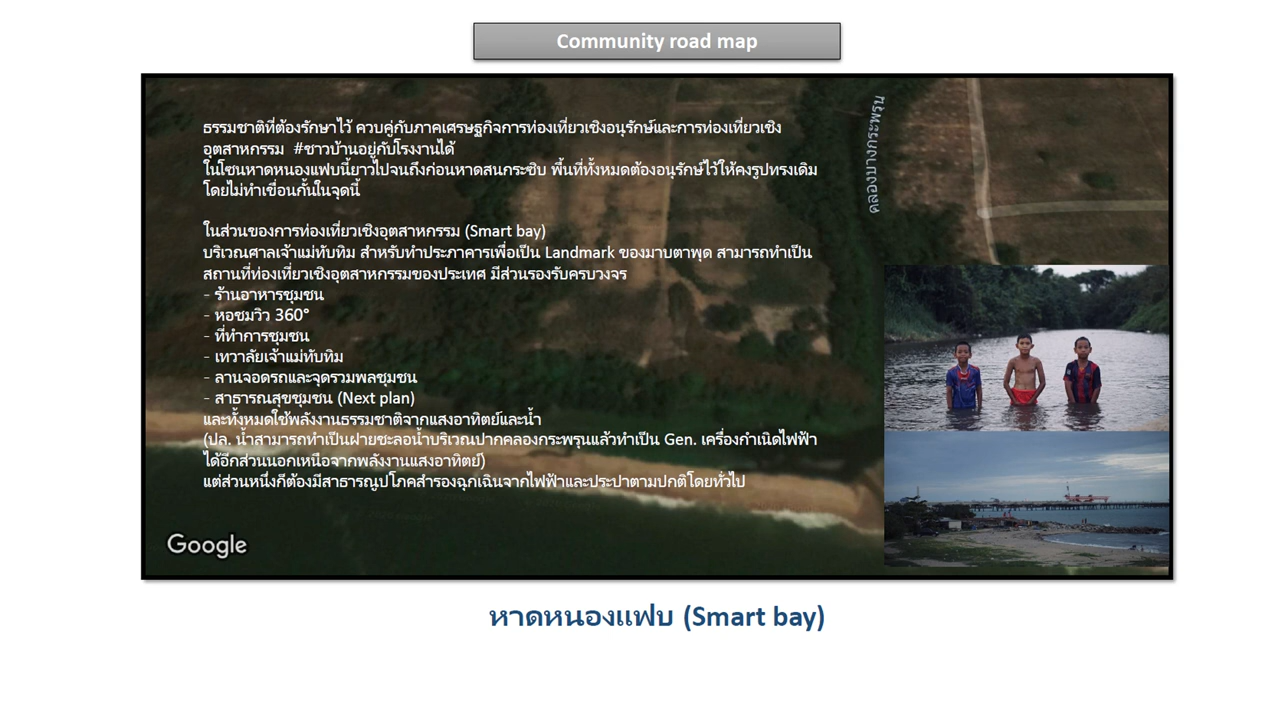 Community road map
ธรรมชาติที่ต้องรักษาไว้ ควบคู่กับภาคเศรษฐกิจการท่องเที่ยวเชิงอนุรักษ์และการท่องเที่ยวเชิง
อุตสาหกรรม #ชาวบ้านอยู่กับโรงงานได้
ในโซนหาดหนองแฟบนี้ยาวไปจนถึงก่อนหาดสนกระซิบ พื้นที่ทั้งหมดต้องอนุรักษ์ไว้ให้คงรูปทรงเดิม
โดยไม่ทำเขื่อนกั้นในจุดนี้
ในส่วนของการท่องเที่ยวเชิงอุตสาหกรรม (Smart bay)
บริเวณศาลเจ้าแม่ทับทิม สำหรับทำประภาคารเพื่อเป็น Landmark ของมาบตาพุด สามารถทำเป็น
สถานที่ท่องเที่ยวเชิงอุตสาหกรรมของประเทศ มีส่วนรองรับครบวงจร
- ร้านอาหารชุมชน
- หอชมวิว 360°
- ที่ทำการชุมชน
- เทวาลัยเจ้าแม่ทับทิม
- ลานจอดรถและจุดรวมพลชุมชน
- สาธารณสุขชุมชน (Next plan)
และทั้งหมดใช้พลังงานธรรมชาติจากแสงอาทิตย์และน้ำ
(ปล. น้ำสามารถทำเป็นฝายชะลอน้ำบริเวณปากคลองกระพรุนแล้วทำเป็น Gen. เครื่องกำเนิดไฟฟ้า
ได้อีกส่วนนอกเหนือจากพลังงานแสงอาทิตย์)
แต่ส่วนหนึ่งก็ต้องมีสาธารณูปโภคสำรองฉุกเฉินจากไฟฟ้าและประปาตามปกติโดยทั่วไป
คลองบางกระพรุน
Google
หาดหนองแฟบ (Smart bay)